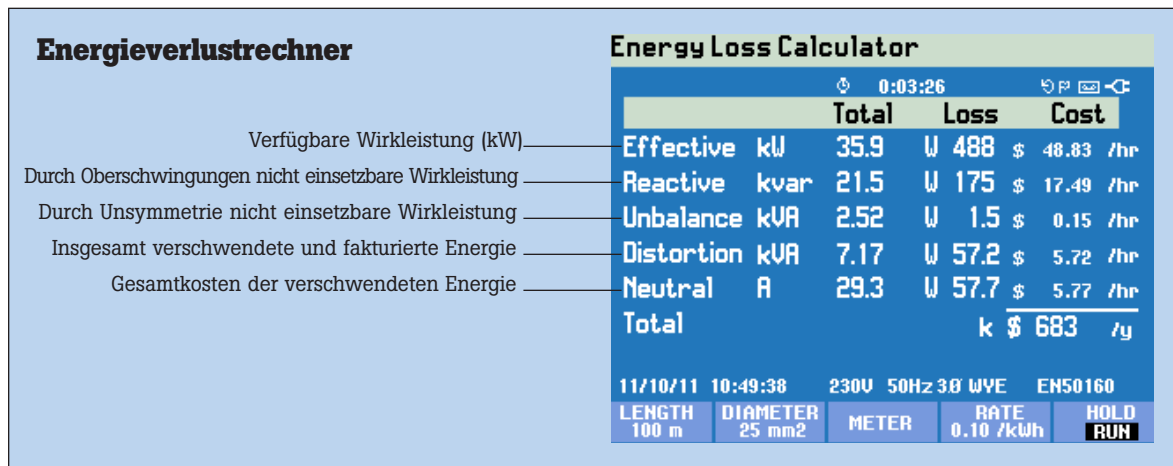 Energieverlustrechner
Verfügbare Wirkleistung (kW)
Durch Oberschwingungen nicht einsetzbare Wirkleistung
Durch Unsymmetrie nicht einsetzbare Wirkleistung
Insgesamt verschwendete und fakturierte Energie
Gesamtkosten der verschwendeten Energie
Energy Loss Calculator
0:03:26
Total Loss Cost
Effective kW 35.9 W 488 $ 48.83 /hr
Reactive kvar 21.5 W 175 $ 17.49 /hr
Unbalance kVA 2.52 W 1.5 $ 0.15 /hr
Distortion kVA 7.17 W 57.2 $ 5.72 /hr
Neutral A 29.3 W 57.7 $ 5.77 /hr
Total k $ 683 /y
11/10/11 10:49:38 230V 50Hz 3Ø WYE EN50160
LENGTH DIAMETER METER RATE HOLD
100 m 25 mm2 0.10 /kWh RUN